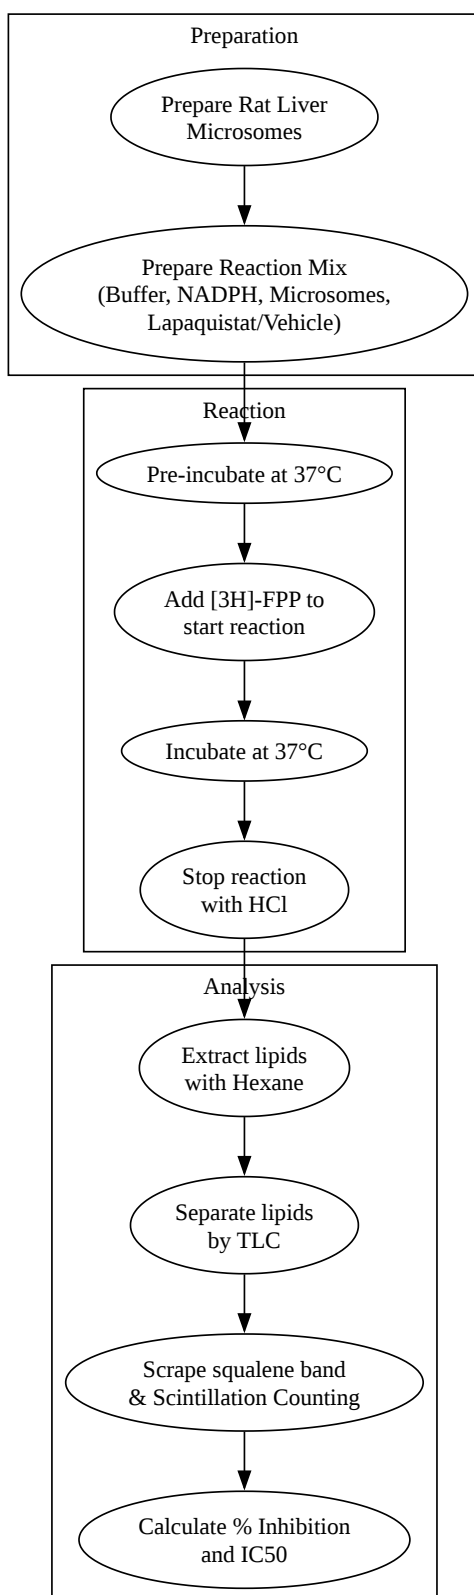 Preparation
Prepare Rat Liver
Microsomes
Prepare Reaction Mix
(Buffer, NADPH, Microsomes,
Lapaquistat/Vehicle)
Reaction
Pre-incubate at 37°C
Add [3H]-FPP to
start reaction
Incubate at 37°C
Stop reaction
with HCl
Analysis
Extract lipids
with Hexane
Separate lipids
by TLC
Scrape squalene band
& Scintillation Counting
Calculate % Inhibition
and IC50